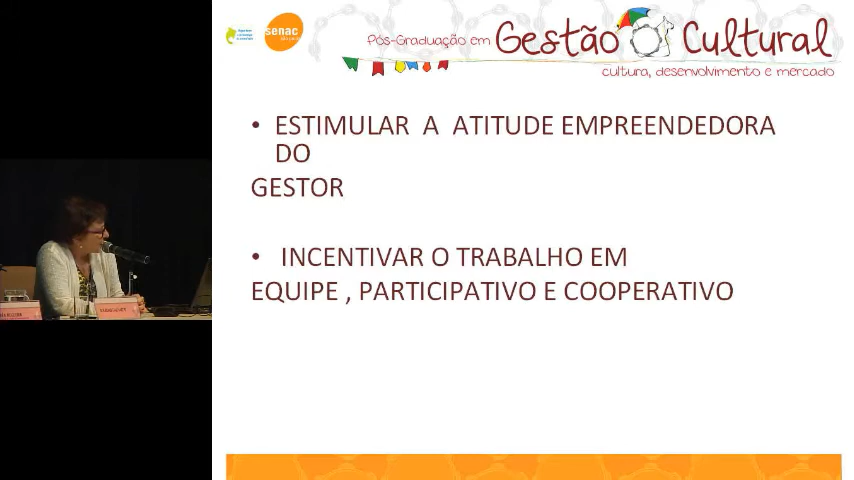 senac
Pós-Graduação em Gestão Cultural
cultura, desenvolvimento e mercado
• ESTIMULAR A ATITUDE EMPREENDEDORA
DO
GESTOR
• INCENTIVAR O TRABALHO EM
EQUIPE , PARTICIPATIVO E COOPERATIVO